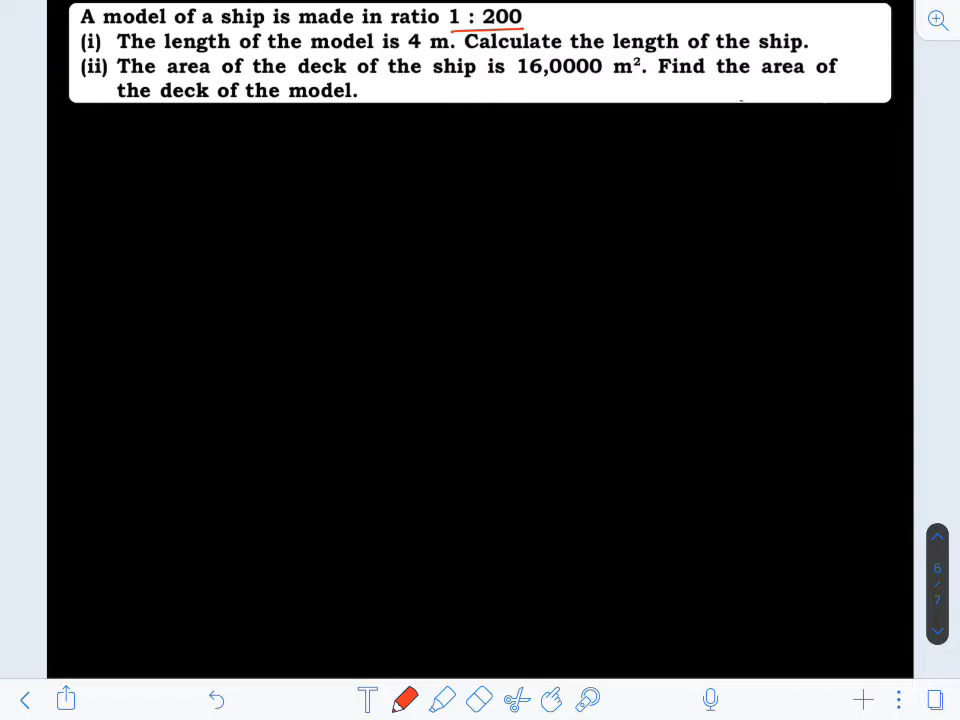 A model of a ship is made in ratio 1 : 200
(i) The length of the model is 4 m. Calculate the length of the ship.
(ii) The area of the deck of the ship is 16,0000 m². Find the area of
the deck of the model.
6
/
7
T